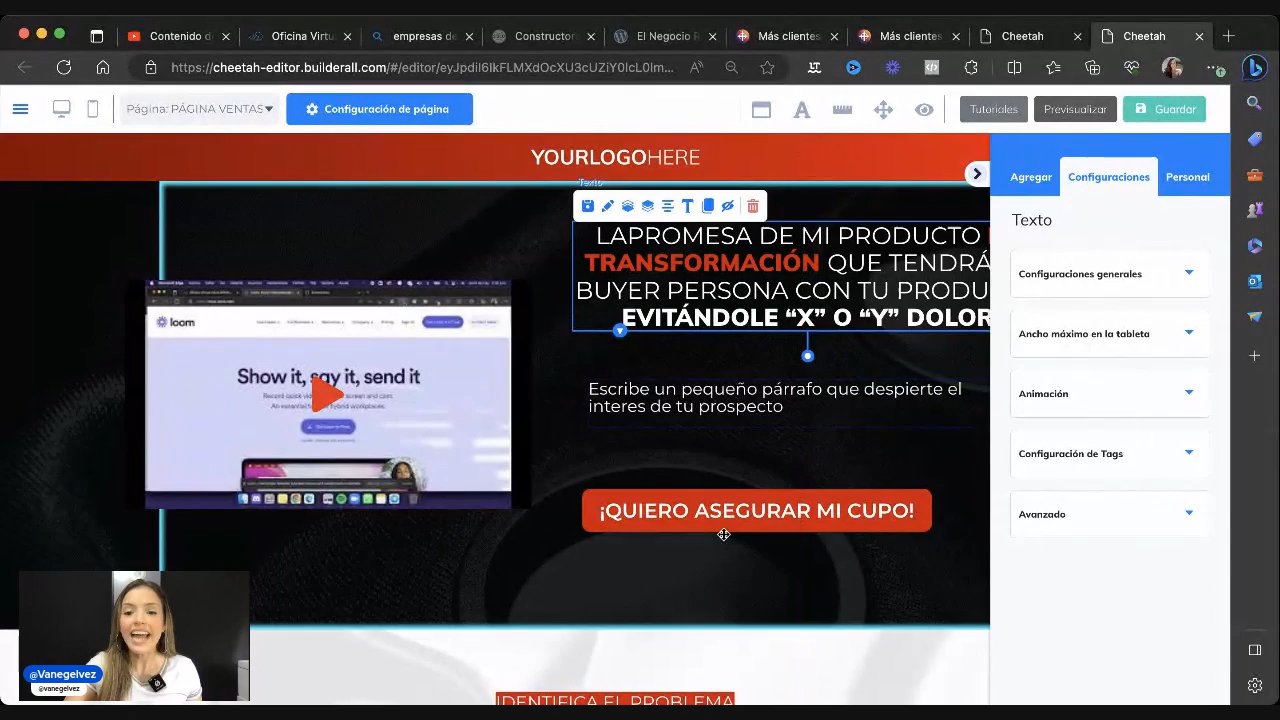 Contenido d
Oficina Virtu
empresas de
Constructor
El Negocio R
Más clientes
Más clientes
Cheetah
Cheetah
https://cheetah-editor.builderall.com/#/editor/eyJpdiI6IkFLMXdOcXU3cUZiY0lcL0lm...
Página: PÁGINA VENTAS
Configuración de página
Tutoriales
Previsualizar
Guardar
YOURLOGOHERE
Agregar
Configuraciones
Personal
Texto
Texto
LAPROMESA DE MI PRODUCTO
TRANSFORMACIÓN QUE TENDRÁ
BUYER PERSONA CON TU PRODU
EVITÁNDOLE “X” O “Y” DOLOR
Configuraciones generales
Ancho máximo en la tableta
Animación
Configuración de Tags
Avanzado
loom
Show it, say it, send it
Escribe un pequeño párrafo que despierte el
interes de tu prospecto
¡QUIERO ASEGURAR MI CUPO!
@Vanegelvez
@vanegelvez
IDENTIFICA EL PROBLEMA